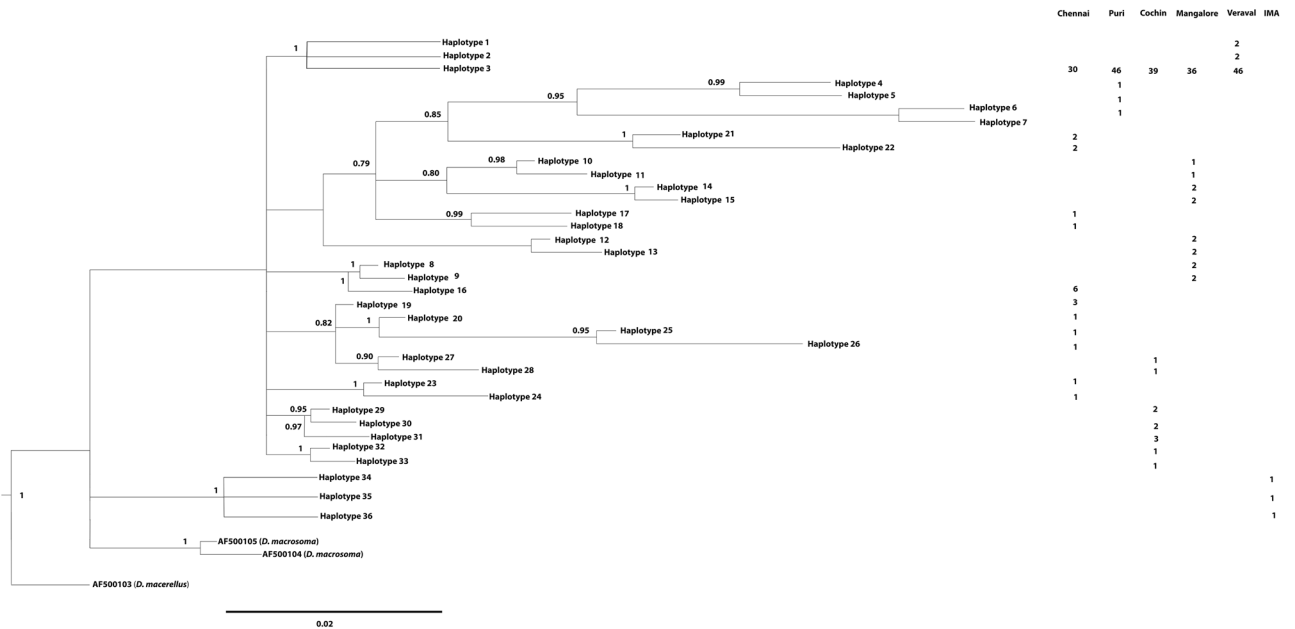 Chennai Puri Cochin Mangalore Veraval IMA
1 Haplotype 1 2
Haplotype 2 2
Haplotype 3 30 46 39 36 46
0.99 Haplotype 4 1
0.95 Haplotype 5 1
Haplotype 6 1
0.85 Haplotype 7
1 Haplotype 21 2
Haplotype 22 2
0.79 0.98 Haplotype 10 1
0.80 Haplotype 11 1
1 Haplotype 14 2
Haplotype 15 2
0.99 Haplotype 17 1
Haplotype 18 1
Haplotype 12 2
Haplotype 13 2
1 Haplotype 8 2
1 Haplotype 9 2
Haplotype 16 6
Haplotype 19 3
0.82 1 Haplotype 20 1
0.95 Haplotype 25 1
Haplotype 26 1
0.90 Haplotype 27 1
Haplotype 28 1
1 Haplotype 23 1
Haplotype 24 1
0.95 Haplotype 29 2
0.97 Haplotype 30 2
Haplotype 31 3
1 Haplotype 32 1
Haplotype 33 1
Haplotype 34 1
1 1 Haplotype 35 1
Haplotype 36 1
1 AF500105 (D. macrosoma)
AF500104 (D. macrosoma)
AF500103 (D. macerellus)
0.02